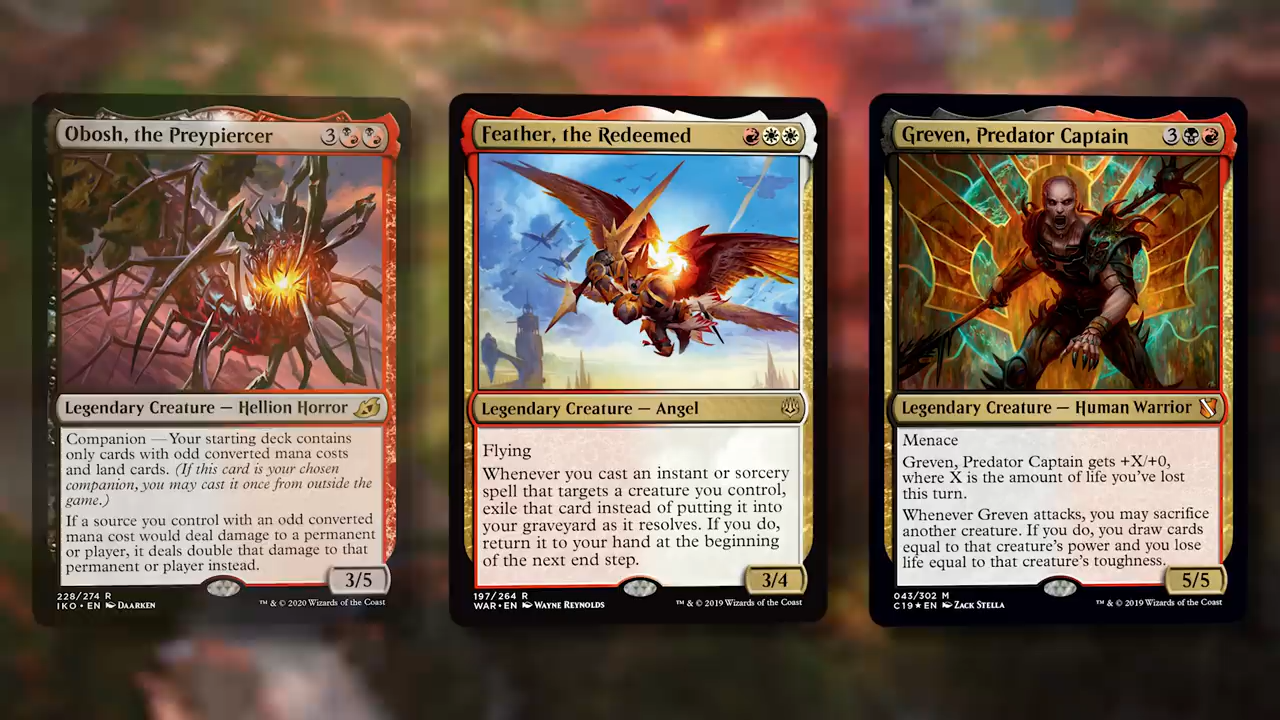 Obosh, the Preypiercer 3
Legendary Creature — Hellion Horror
Companion — Your starting deck contains
only cards with odd converted mana costs
and land cards. (If this card is your chosen
companion, you may cast it once from outside the
game.)
If a source you control with an odd converted
mana cost would deal damage to a permanent
or player, it deals double that damage to that
permanent or player instead.
3/5
228/274 R
IKO • EN DAARKEN
™ & © 2020 Wizards of the Coast
Feather, the Redeemed
Legendary Creature — Angel
Flying
Whenever you cast an instant or sorcery
spell that targets a creature you control,
exile that card instead of putting it into
your graveyard as it resolves. If you do,
return it to your hand at the beginning
of the next end step.
3/4
197/264 R
WAR • EN WAYNE REYNOLDS
™ & © 2019 Wizards of the Coast
Greven, Predator Captain 3
Legendary Creature — Human Warrior
Menace
Greven, Predator Captain gets +X/+0,
where X is the amount of life you’ve lost
this turn.
Whenever Greven attacks, you may sacrifice
another creature. If you do, you draw cards
equal to that creature’s power and you lose
life equal to that creature’s toughness.
5/5
043/302 M
C19 ★ EN ZACK STELLA
™ & © 2019 Wizards of the Coast